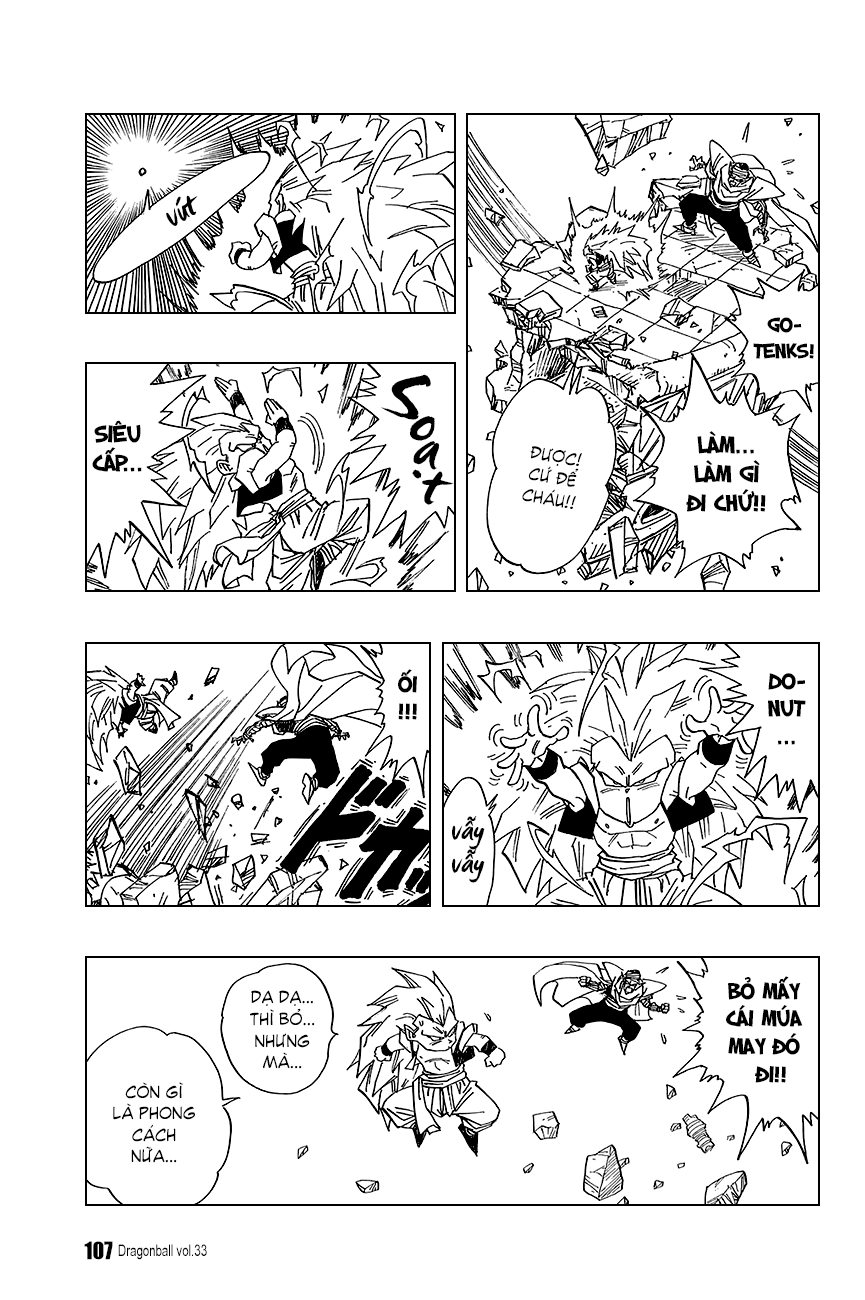 GO-
TENKS!
LÀM...
LÀM GÌ
ĐI CHỨ!!
ĐƯỢC!
CỨ ĐỂ
CHÁU!!
vút
Soạt
SIÊU
CẤP...
DO-
NUT
...
vẫy
vẫy
ỐI
!!!
ドガ
BỎ MẤY
CÁI MÚA
MAY ĐÓ
ĐI!!
DẠ DẠ...
THÌ BỎ...
NHƯNG
MÀ...
CÒN GÌ
LÀ PHONG
CÁCH
NỮA...
107 Dragonball vol.33